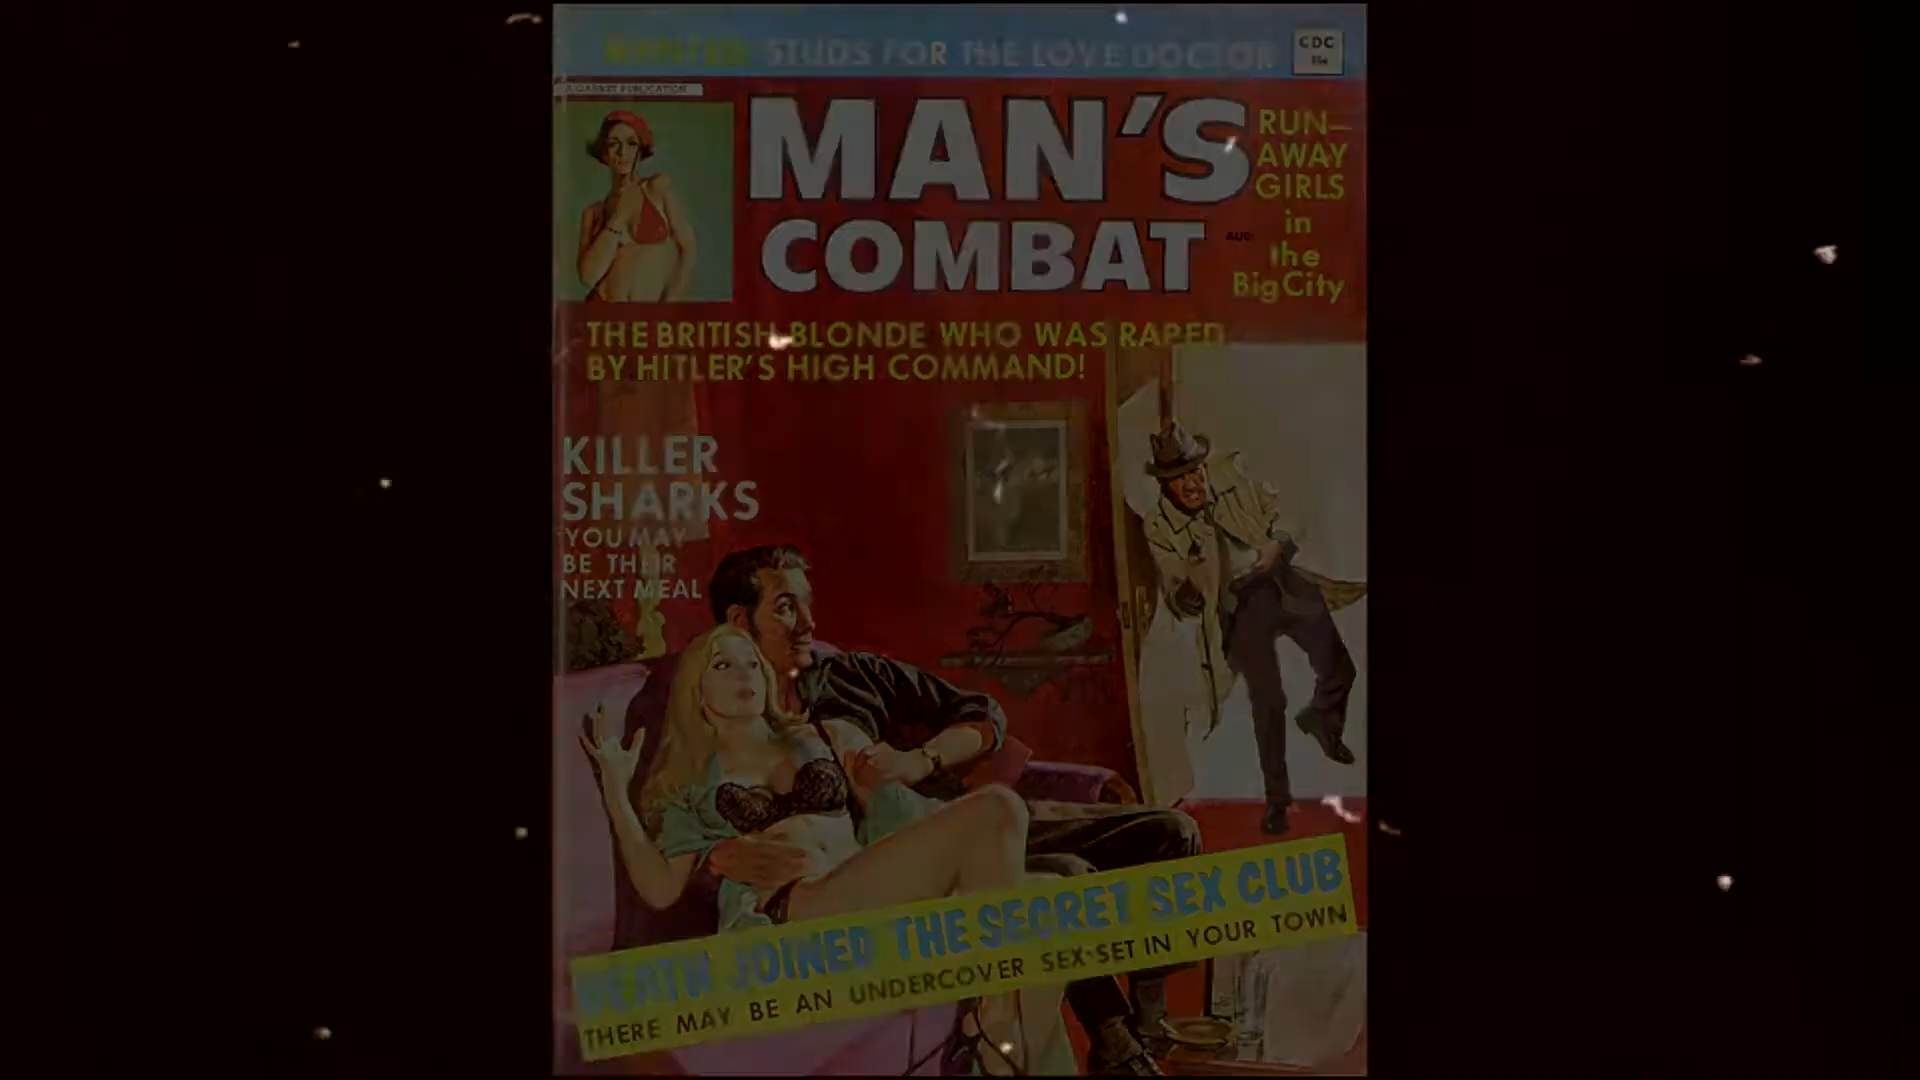 WANTED STUDS FOR THE LOVE DOCTOR
CDC
35¢
A GARNET PUBLICATION
MAN'S
COMBAT
AUG.
RUN–
AWAY
GIRLS
in
the
Big City
THE BRITISH BLONDE WHO WAS RAPED
BY HITLER'S HIGH COMMAND!
KILLER
SHARKS
YOU MAY
BE THEIR
NEXT MEAL
DEATH JOINED THE SECRET SEX CLUB
THERE MAY BE AN UNDERCOVER SEX-SET IN YOUR TOWN